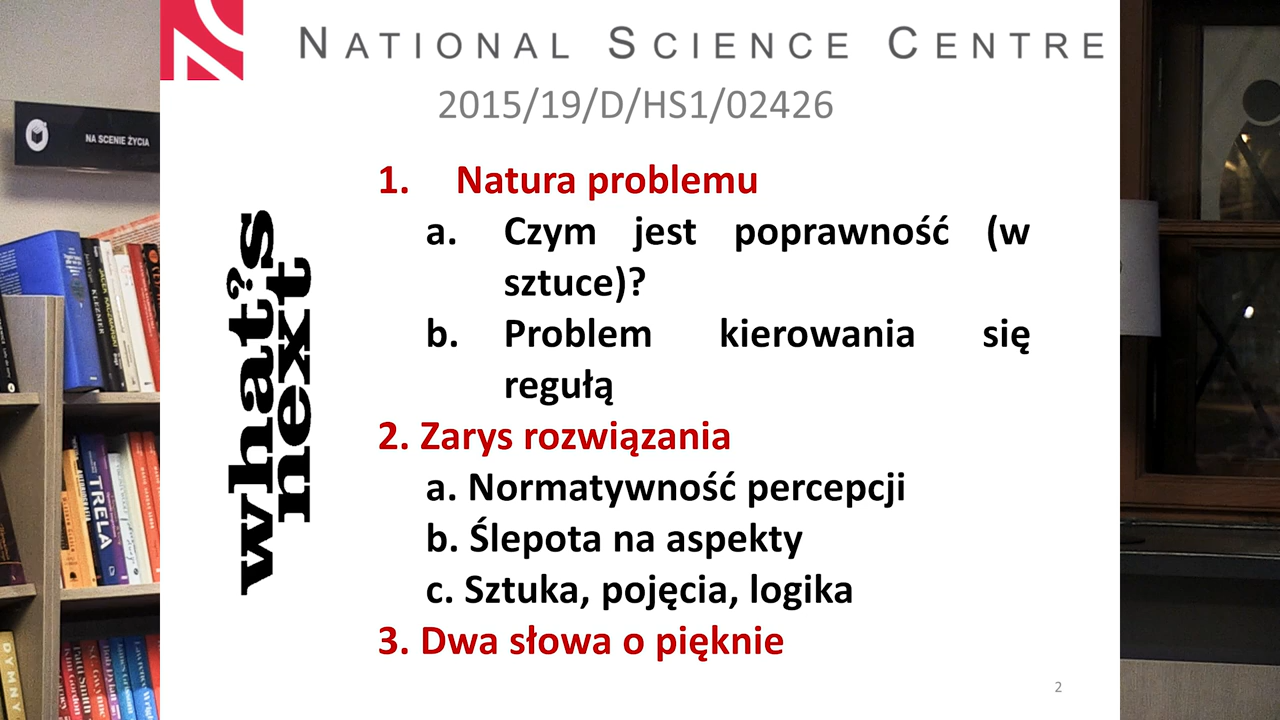 NATIONAL SCIENCE CENTRE
2015/19/D/HS1/02426
NA SCENIE ŻYCIA
what's
next
1. Natura problemu
a. Czym jest poprawność (w
sztuce)?
b. Problem kierowania się
regułą
2. Zarys rozwiązania
a. Normatywność percepcji
b. Ślepota na aspekty
c. Sztuka, pojęcia, logika
3. Dwa słowa o pięknie
2
KLEZMER
TRELA
RYMNY